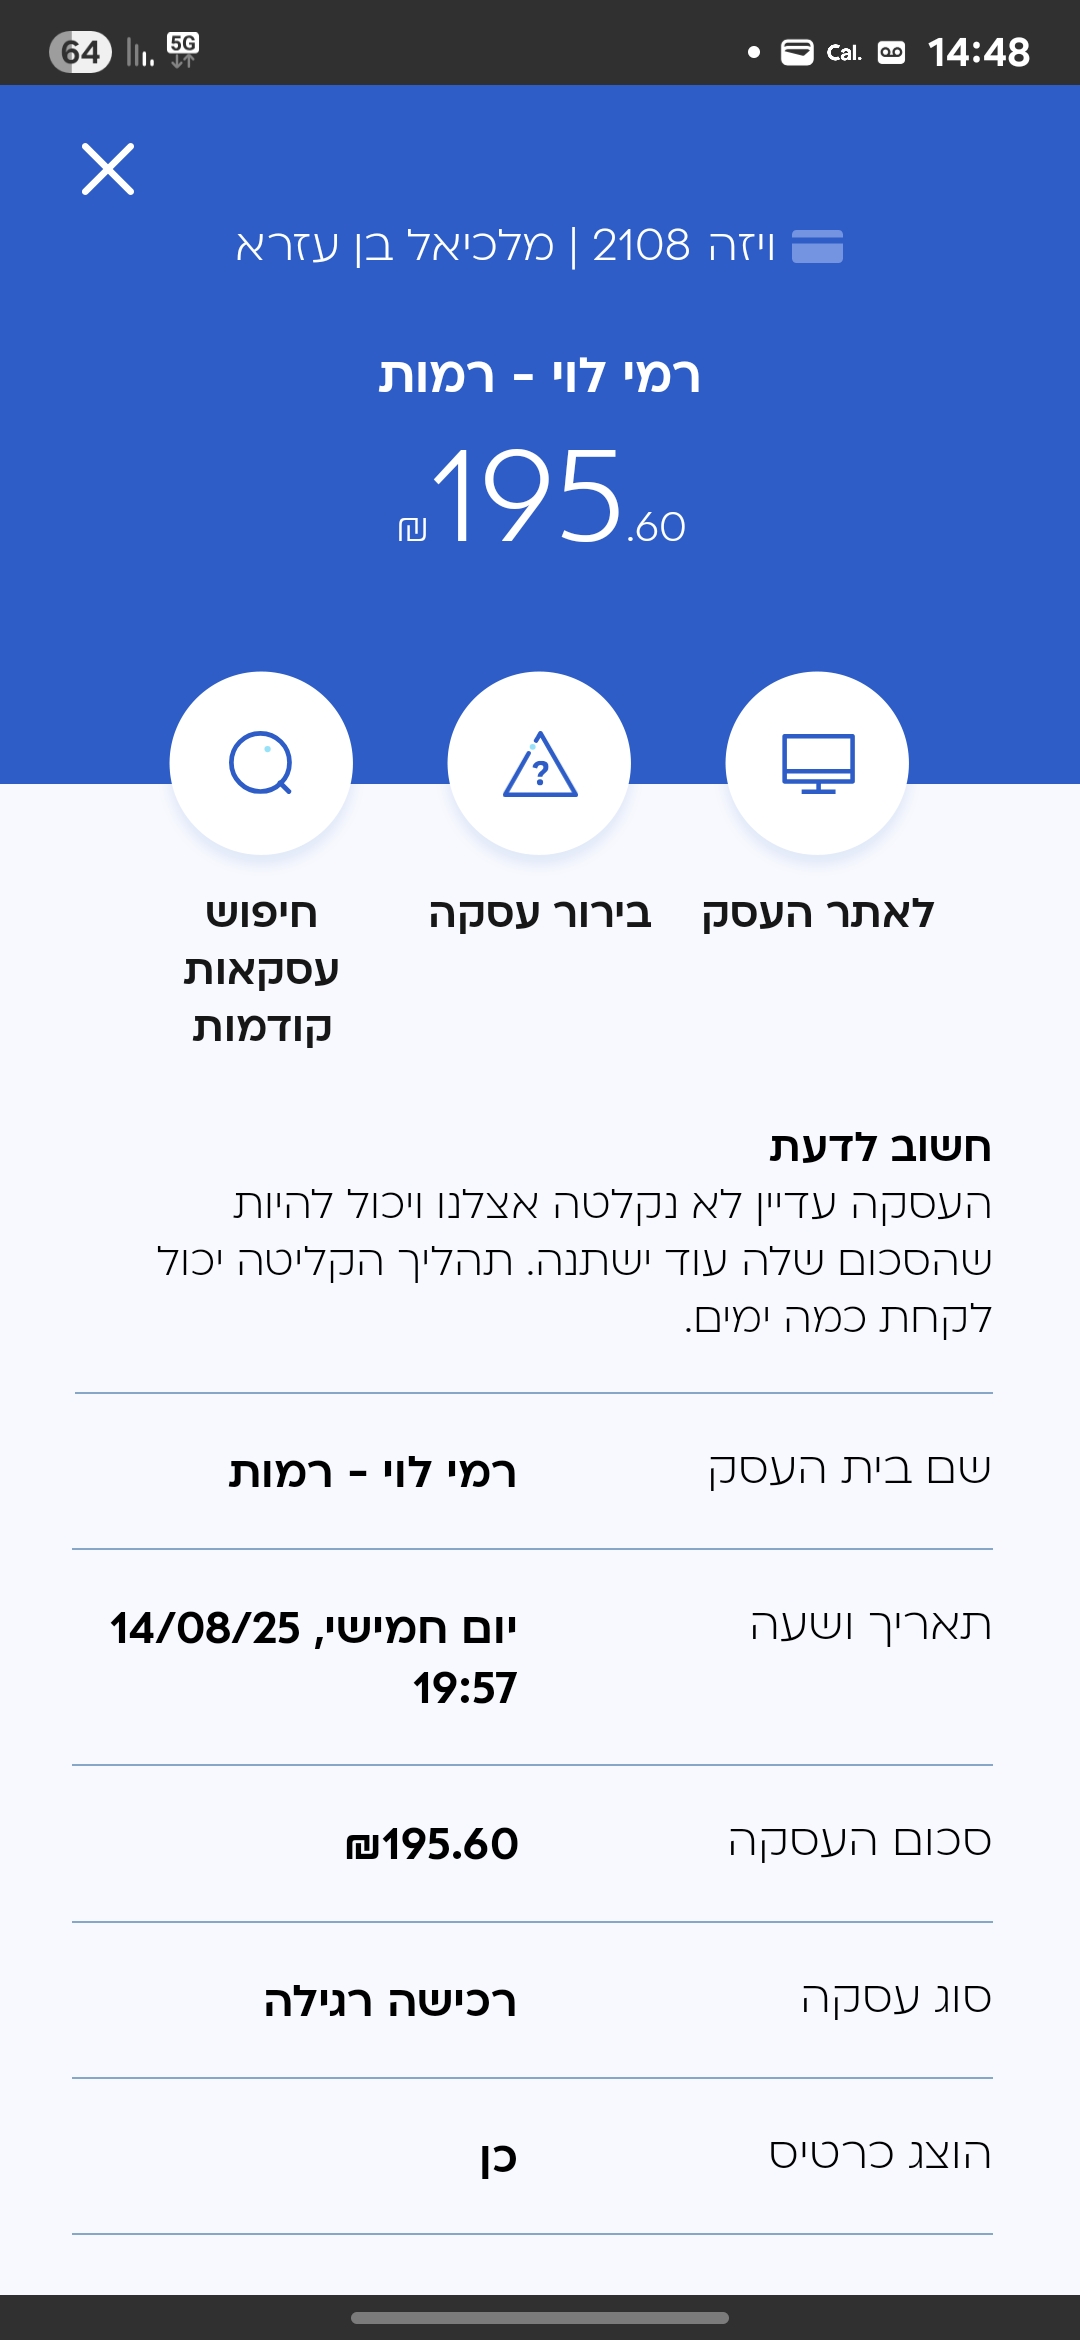 64 5G Cal. 14:48
ויזה 2108 | מלכיאל בן עזרא
רמי לוי - רמות
₪195.60
לאתר העסק
בירור עסקה
חיפוש
עסקאות
קודמות
חשוב לדעת
העסקה עדיין לא נקלטה אצלנו ויכול להיות
שהסכום שלה עוד ישתנה. תהליך הקליטה יכול
לקחת כמה ימים.
שם בית העסק רמי לוי - רמות
תאריך ושעה יום חמישי, 14/08/25
19:57
סכום העסקה ₪195.60
סוג עסקה רכישה רגילה
הוצג כרטיס כן